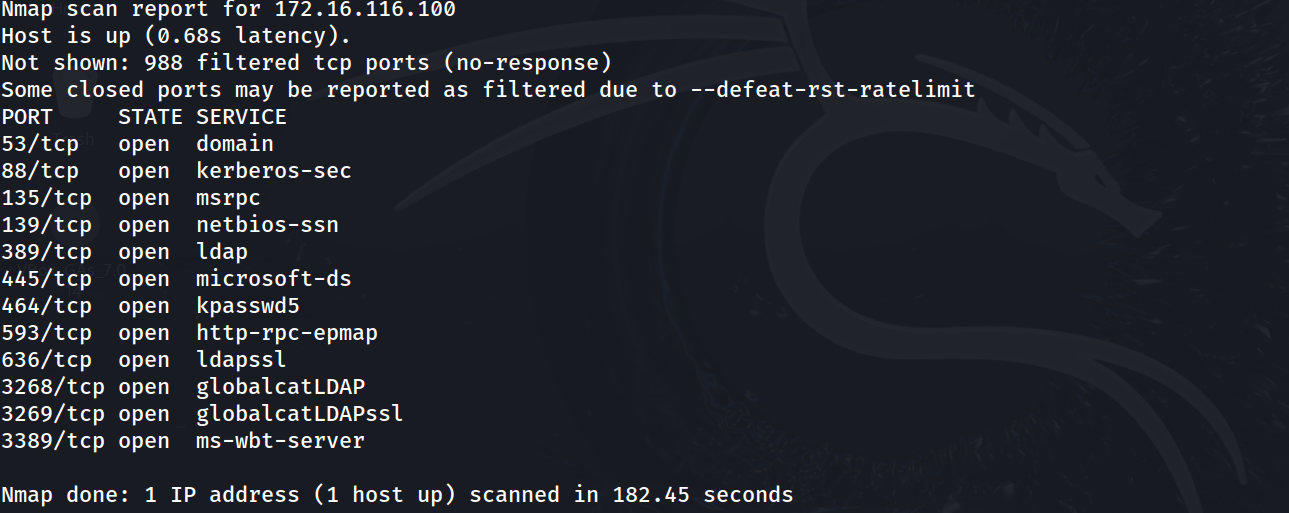 Nmap scan report for 172.16.116.100
Host is up (0.68s latency).
Not shown: 988 filtered tcp ports (no-response)
Some closed ports may be reported as filtered due to --defeat-rst-ratelimit
PORT     STATE SERVICE
53/tcp   open  domain
88/tcp   open  kerberos-sec
135/tcp  open  msrpc
139/tcp  open  netbios-ssn
389/tcp  open  ldap
445/tcp  open  microsoft-ds
464/tcp  open  kpasswd5
593/tcp  open  http-rpc-epmap
636/tcp  open  ldapssl
3268/tcp open  globalcatLDAP
3269/tcp open  globalcatLDAPssl
3389/tcp open  ms-wbt-server
Nmap done: 1 IP address (1 host up) scanned in 182.45 seconds